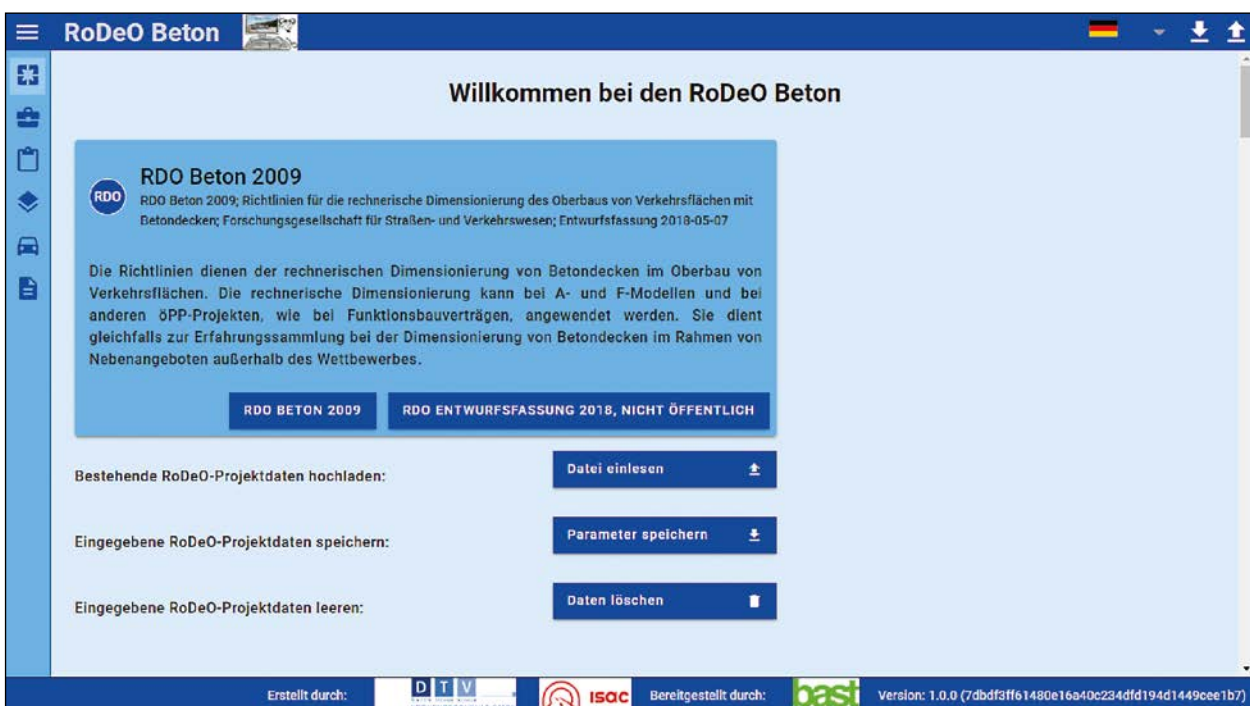 RoDeO Beton
Willkommen bei den RoDeO Beton
RDO
RDO Beton 2009
RDO Beton 2009; Richtlinien für die rechnerische Dimensionierung des Oberbaus von Verkehrsflächen mit
Betondecken; Forschungsgesellschaft für Straßen- und Verkehrswesen; Entwurfsfassung 2018-05-07
Die Richtlinien dienen der rechnerischen Dimensionierung von Betondecken im Oberbau von
Verkehrsflächen. Die rechnerische Dimensionierung kann bei A- und F-Modellen und bei
anderen öPP-Projekten, wie bei Funktionsbauverträgen, angewendet werden. Sie dient
gleichfalls zur Erfahrungssammlung bei der Dimensionierung von Betondecken im Rahmen von
Nebenangeboten außerhalb des Wettbewerbes.
RDO BETON 2009
RDO ENTWURFSFASSUNG 2018, NICHT ÖFFENTLICH
Bestehende RoDeO-Projektdaten hochladen:
Datei einlesen
Eingegebene RoDeO-Projektdaten speichern:
Parameter speichern
Eingegebene RoDeO-Projektdaten leeren:
Daten löschen
Erstellt durch:
DTV
isac
Bereitgestellt durch:
bast
Version: 1.0.0 (7dbdf3ff61480e16a40c234dfd194d1449cee1b7)